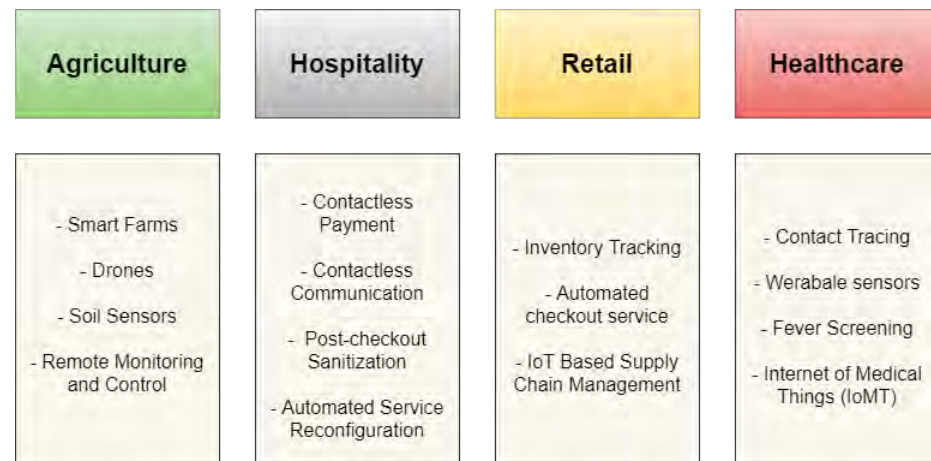 Agriculture
Hospitality
Retail
Healthcare
- Smart Farms
- Drones
- Soil Sensors
- Remote Monitoring
and Control
- Contactless
Payment
- Contactless
Communication
- Post-checkout
Sanitization
- Automated Service
Reconfiguration
- Inventory Tracking
- Automated
checkout service
- IoT Based Supply
Chain Management
- Contact Tracing
- Werabale sensors
- Fever Screening
- Internet of Medical
Things (IoMT)